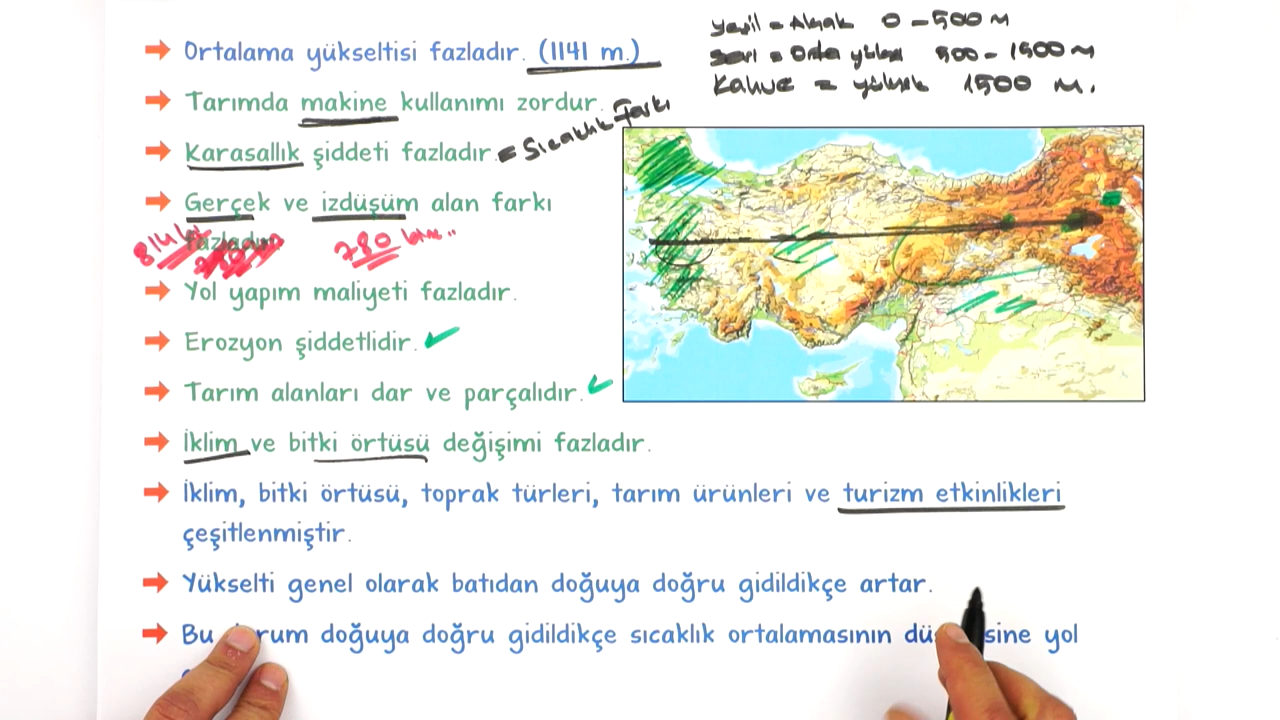 yeşil = Alçak 0 - 500 m
sarı = Orta yüksek 500 - 1500 m
Kahve = yüksek 1500 m.
Ortalama yükseltisi fazladır. (1141 m.)
Tarımda makine kullanımı zordur.
Karasallık şiddeti fazladır. = Sıcaklık Farkı
Gerçek ve izdüşüm alan farkı
fazladır
814 780
Yol yapım maliyeti fazladır.
Erozyon şiddetlidir.
Tarım alanları dar ve parçalıdır.
İklim ve bitki örtüsü değişimi fazladır.
İklim, bitki örtüsü, toprak türleri, tarım ürünleri ve turizm etkinlikleri
çeşitlenmiştir.
Yükselti genel olarak batıdan doğuya doğru gidildikçe artar.
Bu doğuya doğru gidildikçe sıcaklık ortalamasının yol